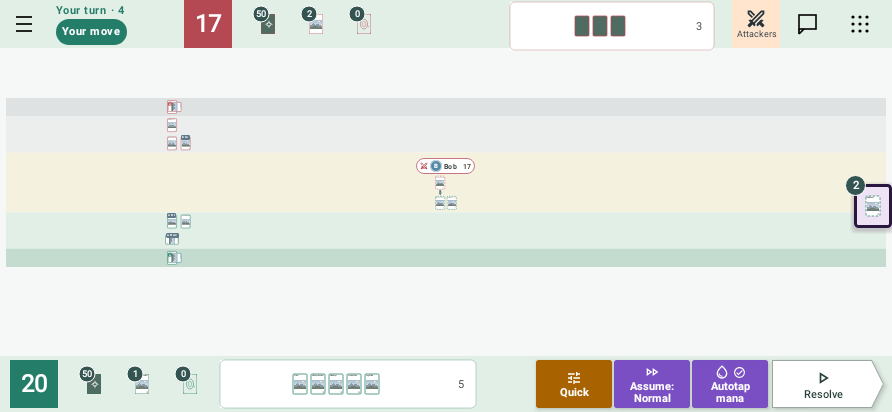 Your turn · 4
Your move
17
50
2
0
3
Attackers
B Bob 17
2
20
50
1
0
5
Quick
Assume:
Normal
Autotap
mana
Resolve